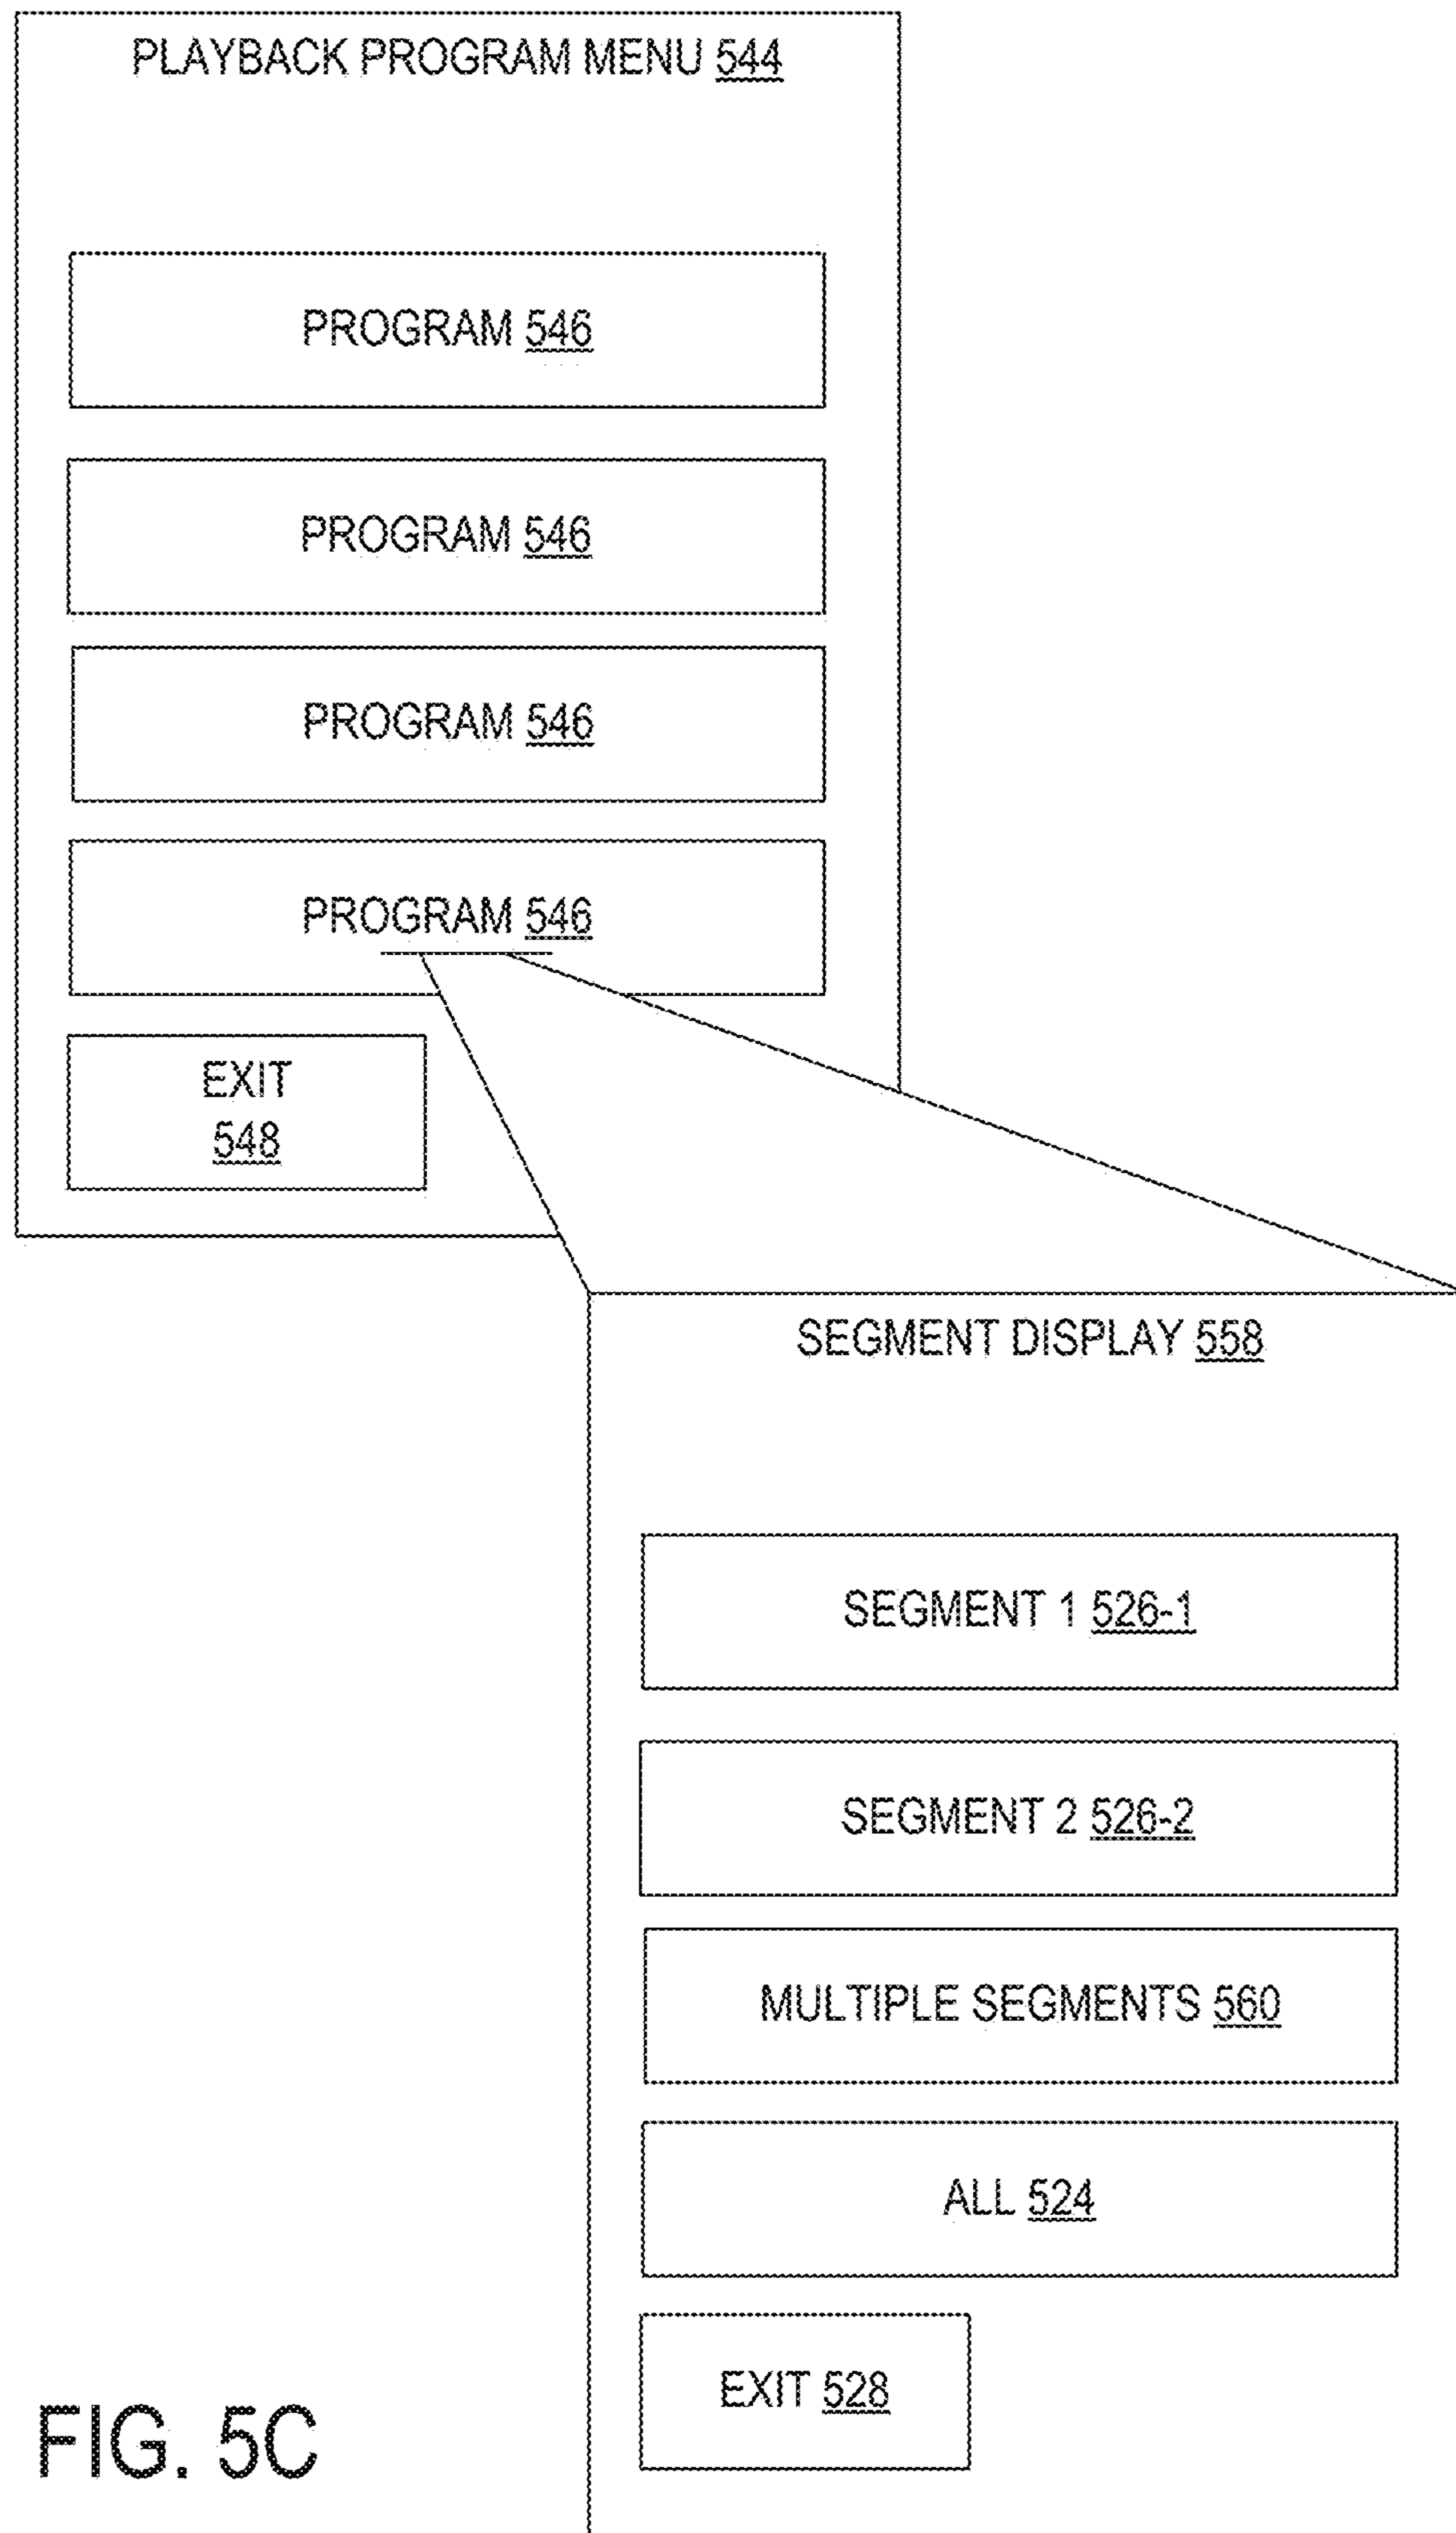 PLAYBACK PROGRAM MENU 544
PROGRAM 546
PROGRAM 546
PROGRAM 546
PROGRAM 546
EXIT
548
SEGMENT DISPLAY 558
SEGMENT 1 526-1
SEGMENT 2 526-2
MULTIPLE SEGMENTS 560
ALL 524
EXIT 528
FIG. 5C